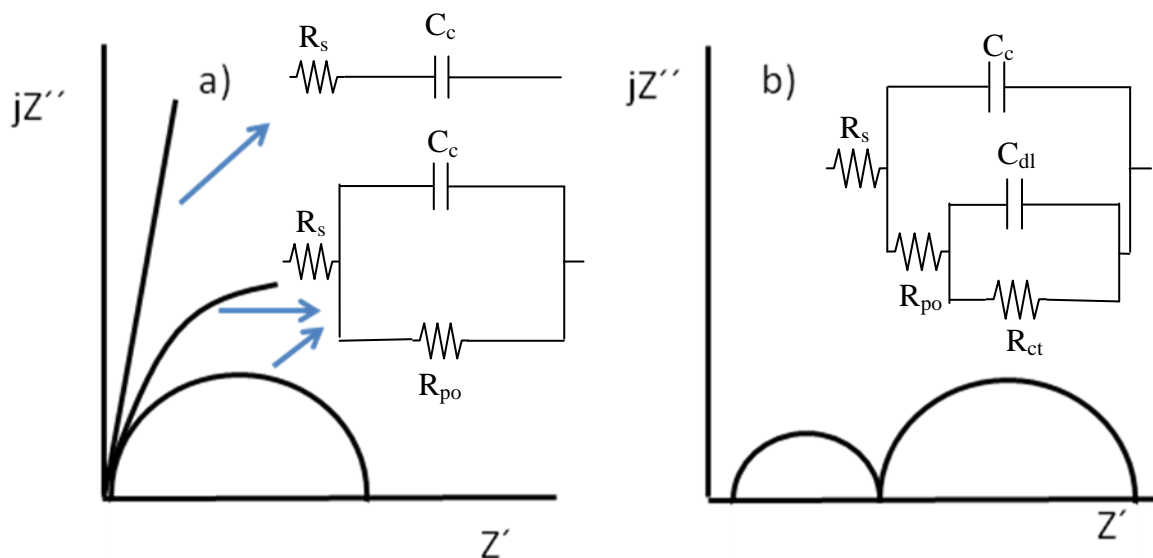 a)
jZ´´
R_s
C_c
C_c
R_s
R_po
Z´
b)
jZ´´
C_c
R_s
C_dl
R_po
R_ct
Z´